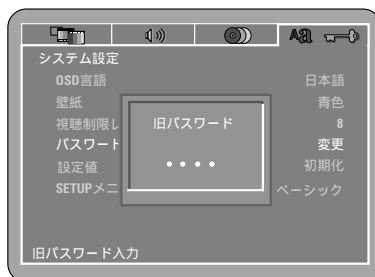 Aあ
システム設定
OSD言語 日本語
壁紙 青色
視聴制限レ 8
旧パスワード
パスワード 変更
• • • •
設定値 初期化
SETUPメニ ベーシック
旧パスワード入力